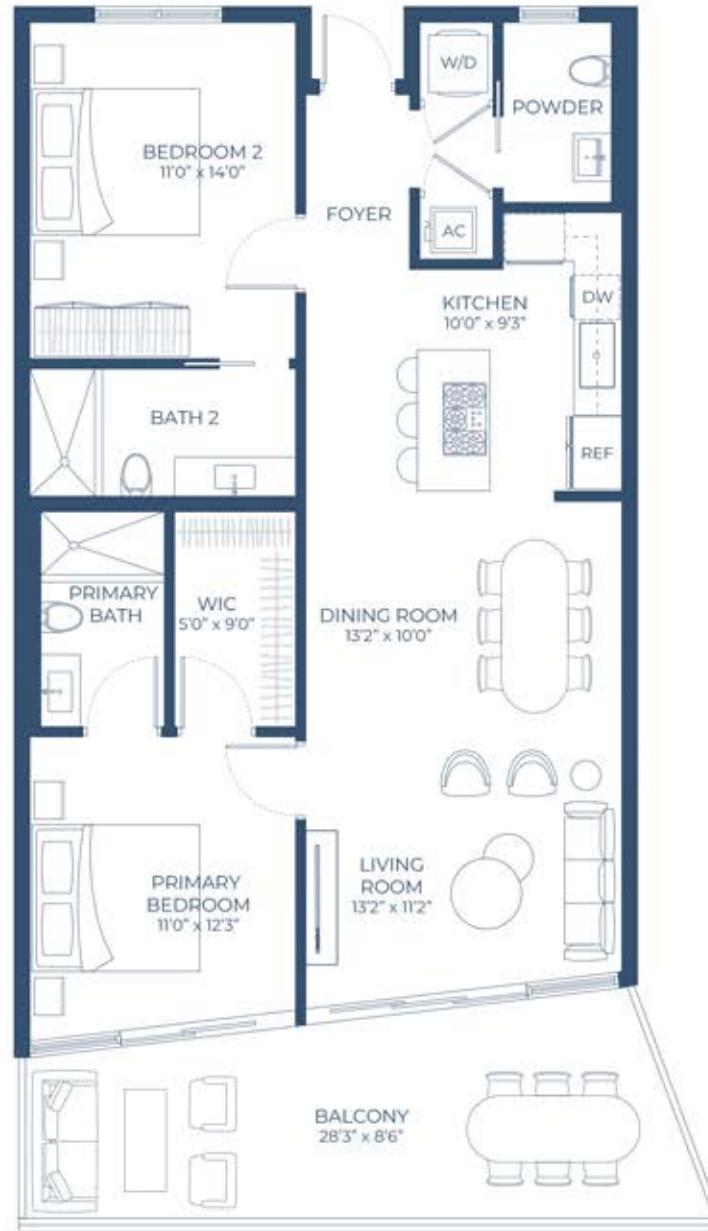 W/D
POWDER
BEDROOM 2
11'0" x 14'0"
FOYER
AC
KITCHEN
10'0" x 9'3"
DW
BATH 2
REF
PRIMARY
BATH
WIC
5'0" x 9'0"
DINING ROOM
13'2" x 10'0"
LIVING
ROOM
13'2" x 11'2"
PRIMARY
BEDROOM
11'0" x 12'3"
BALCONY
28'3" x 8'6"